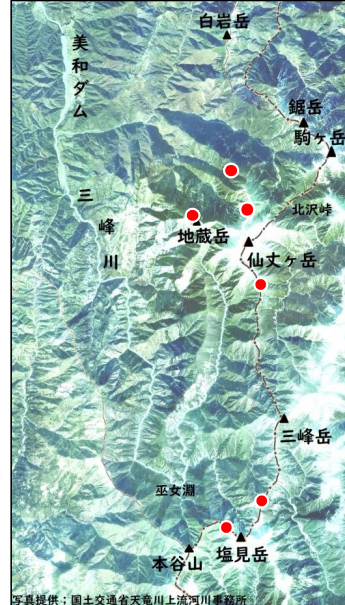 白岩岳
美和ダム
鋸岳
駒ヶ岳
三峰川
北沢峠
地蔵岳
仙丈ヶ岳
三峰岳
巫女淵
塩見岳
本谷山
写真提供;国土交通省天竜川上流河川事務所